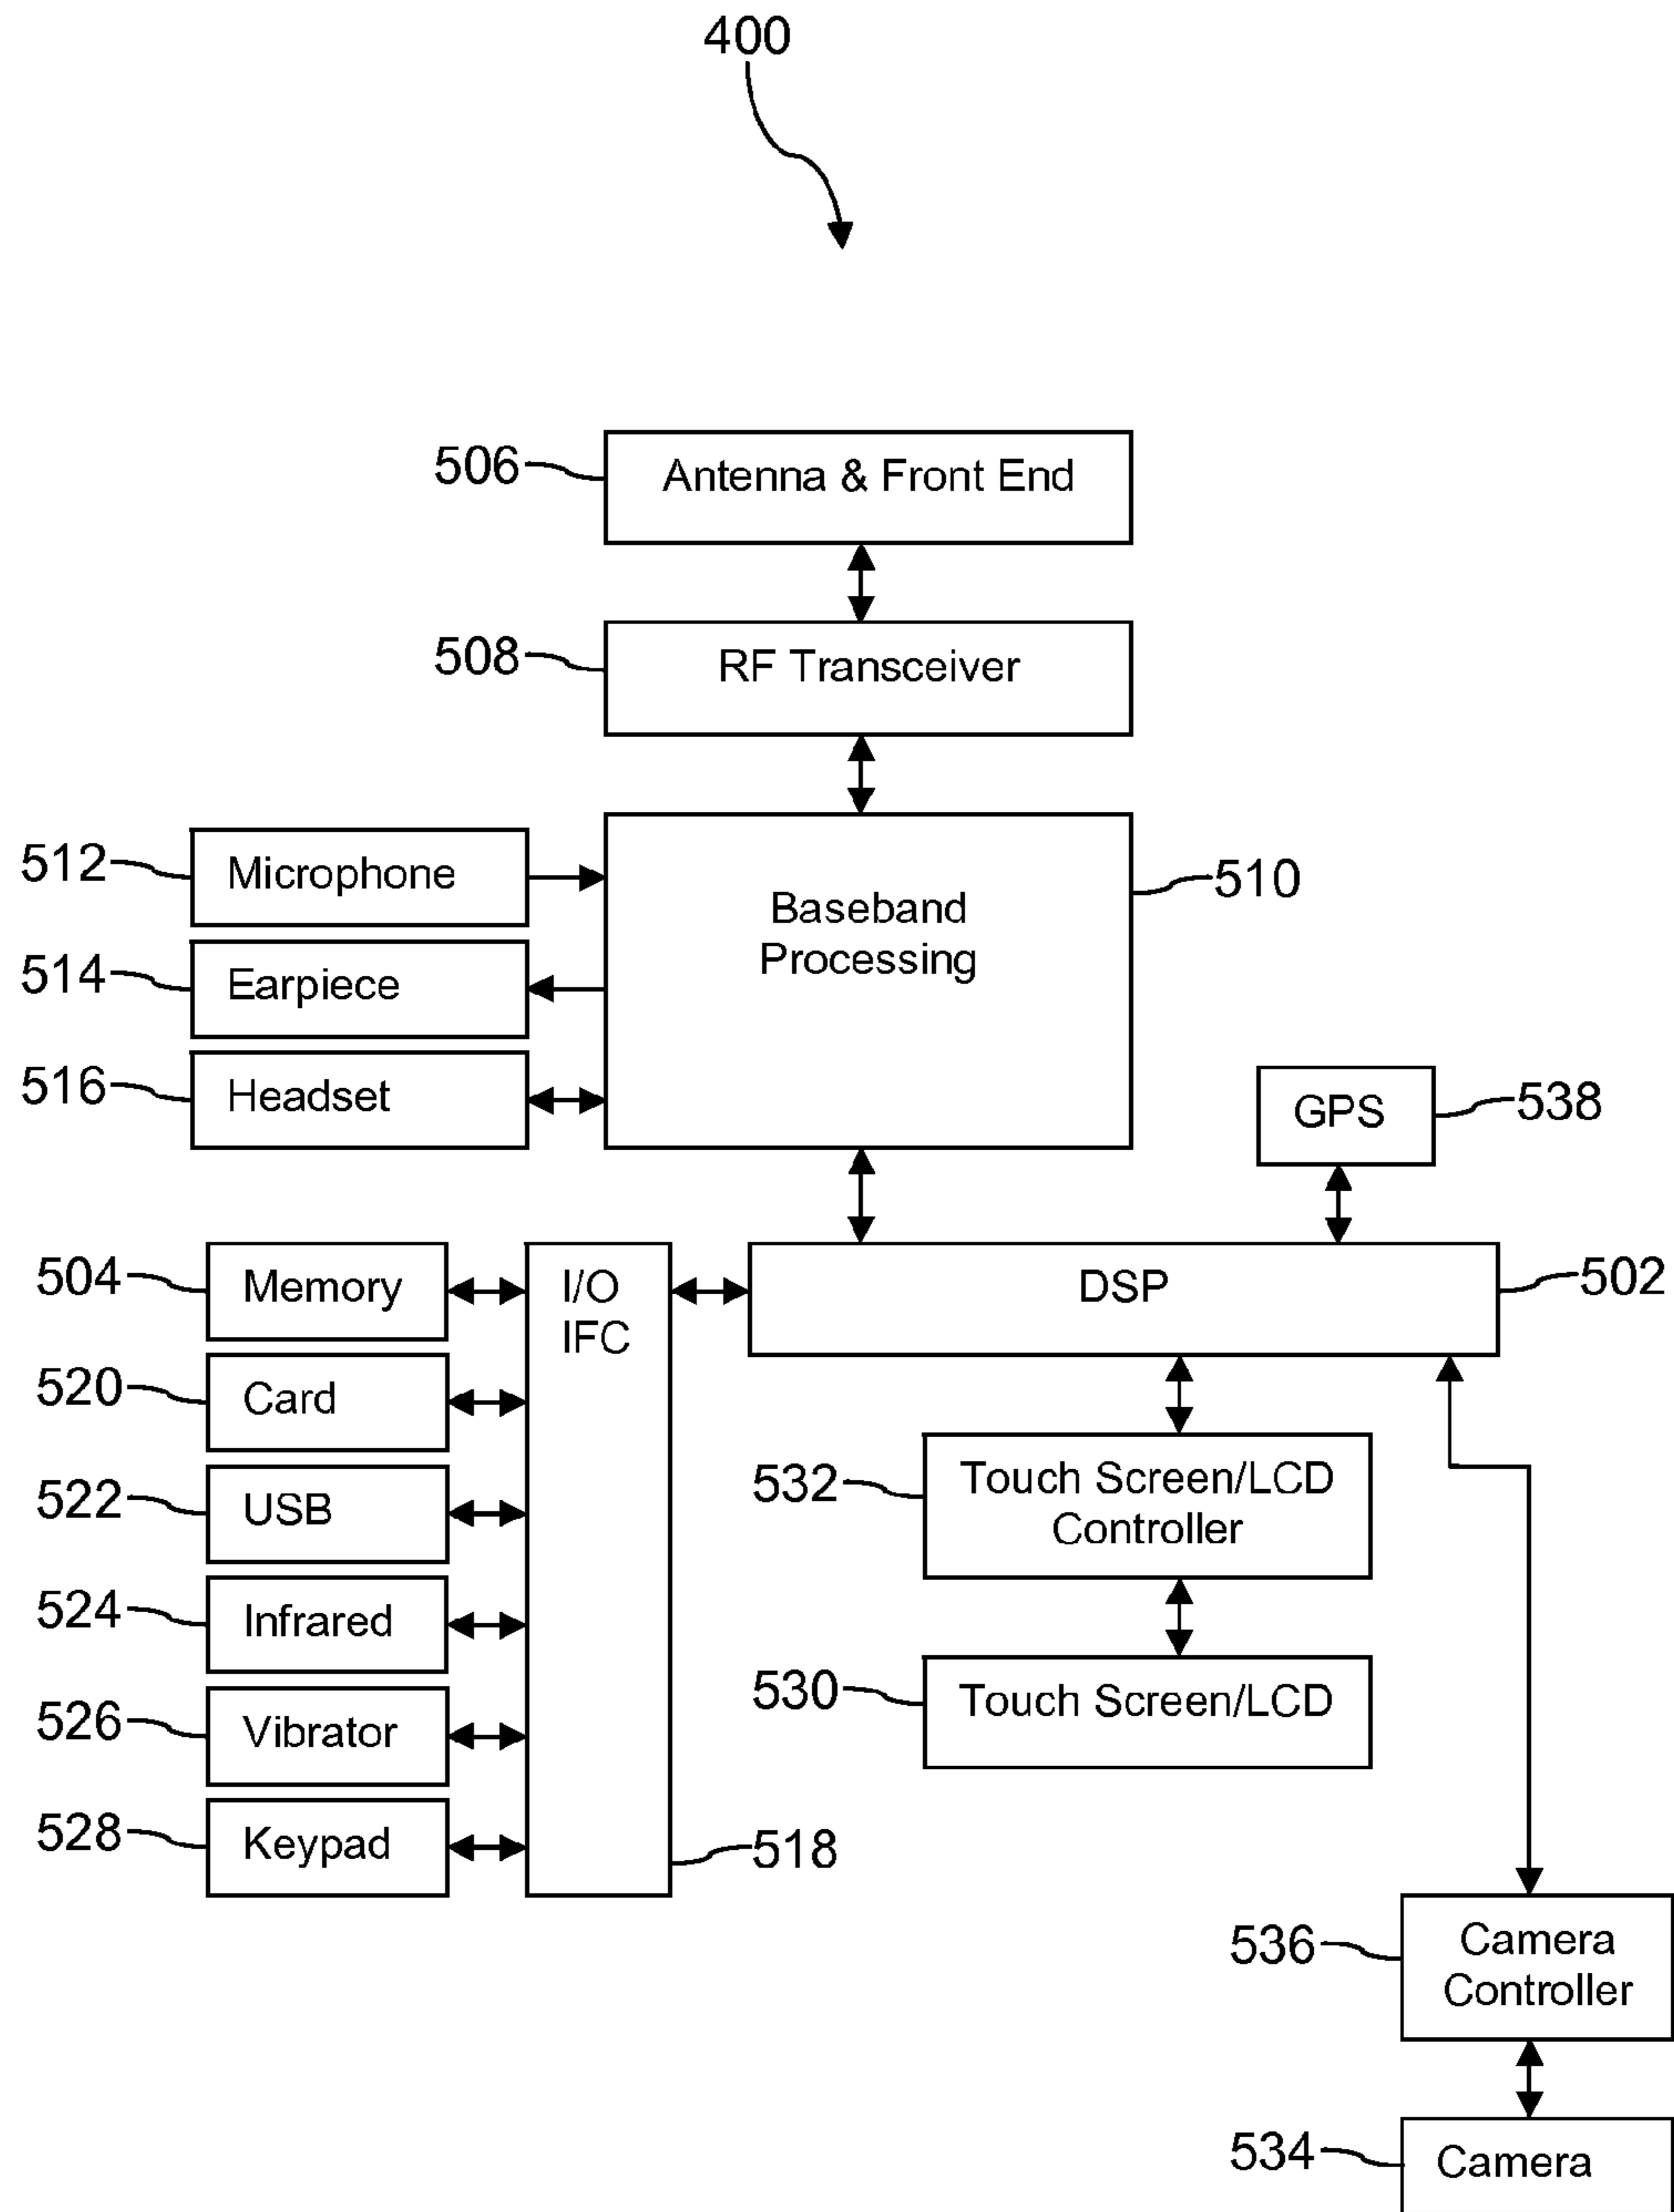 400
506
Antenna & Front End
508
RF Transceiver
512
Microphone
Baseband
Processing
510
514
Earpiece
516
Headset
GPS
538
504
Memory
I/O
IFC
DSP
502
520
Card
522
USB
532
Touch Screen/LCD
Controller
524
Infrared
530
Touch Screen/LCD
526
Vibrator
528
Keypad
518
536
Camera
Controller
534
Camera